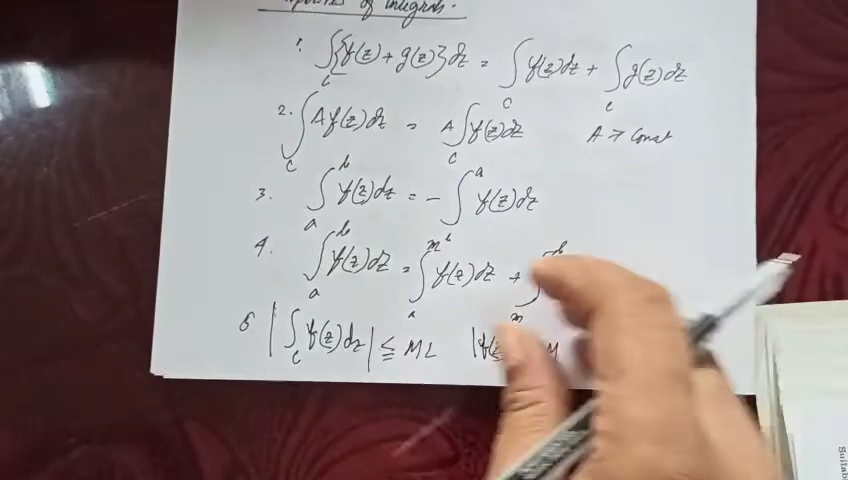 of integrals.
1. ∫_C {f(z) + g(z)} dz = ∫_C f(z) dz + ∫_C g(z) dz
2. ∫_C A f(z) dz = A ∫_C f(z) dz A → Const
3. ∫_a^b f(z) dz = - ∫_b^a f(z) dz
4. ∫_a^b f(z) dz = ∫_a^m f(z) dz + ∫_m^b
5 | ∫_C f(z) dz | ≤ ML |f(z) M